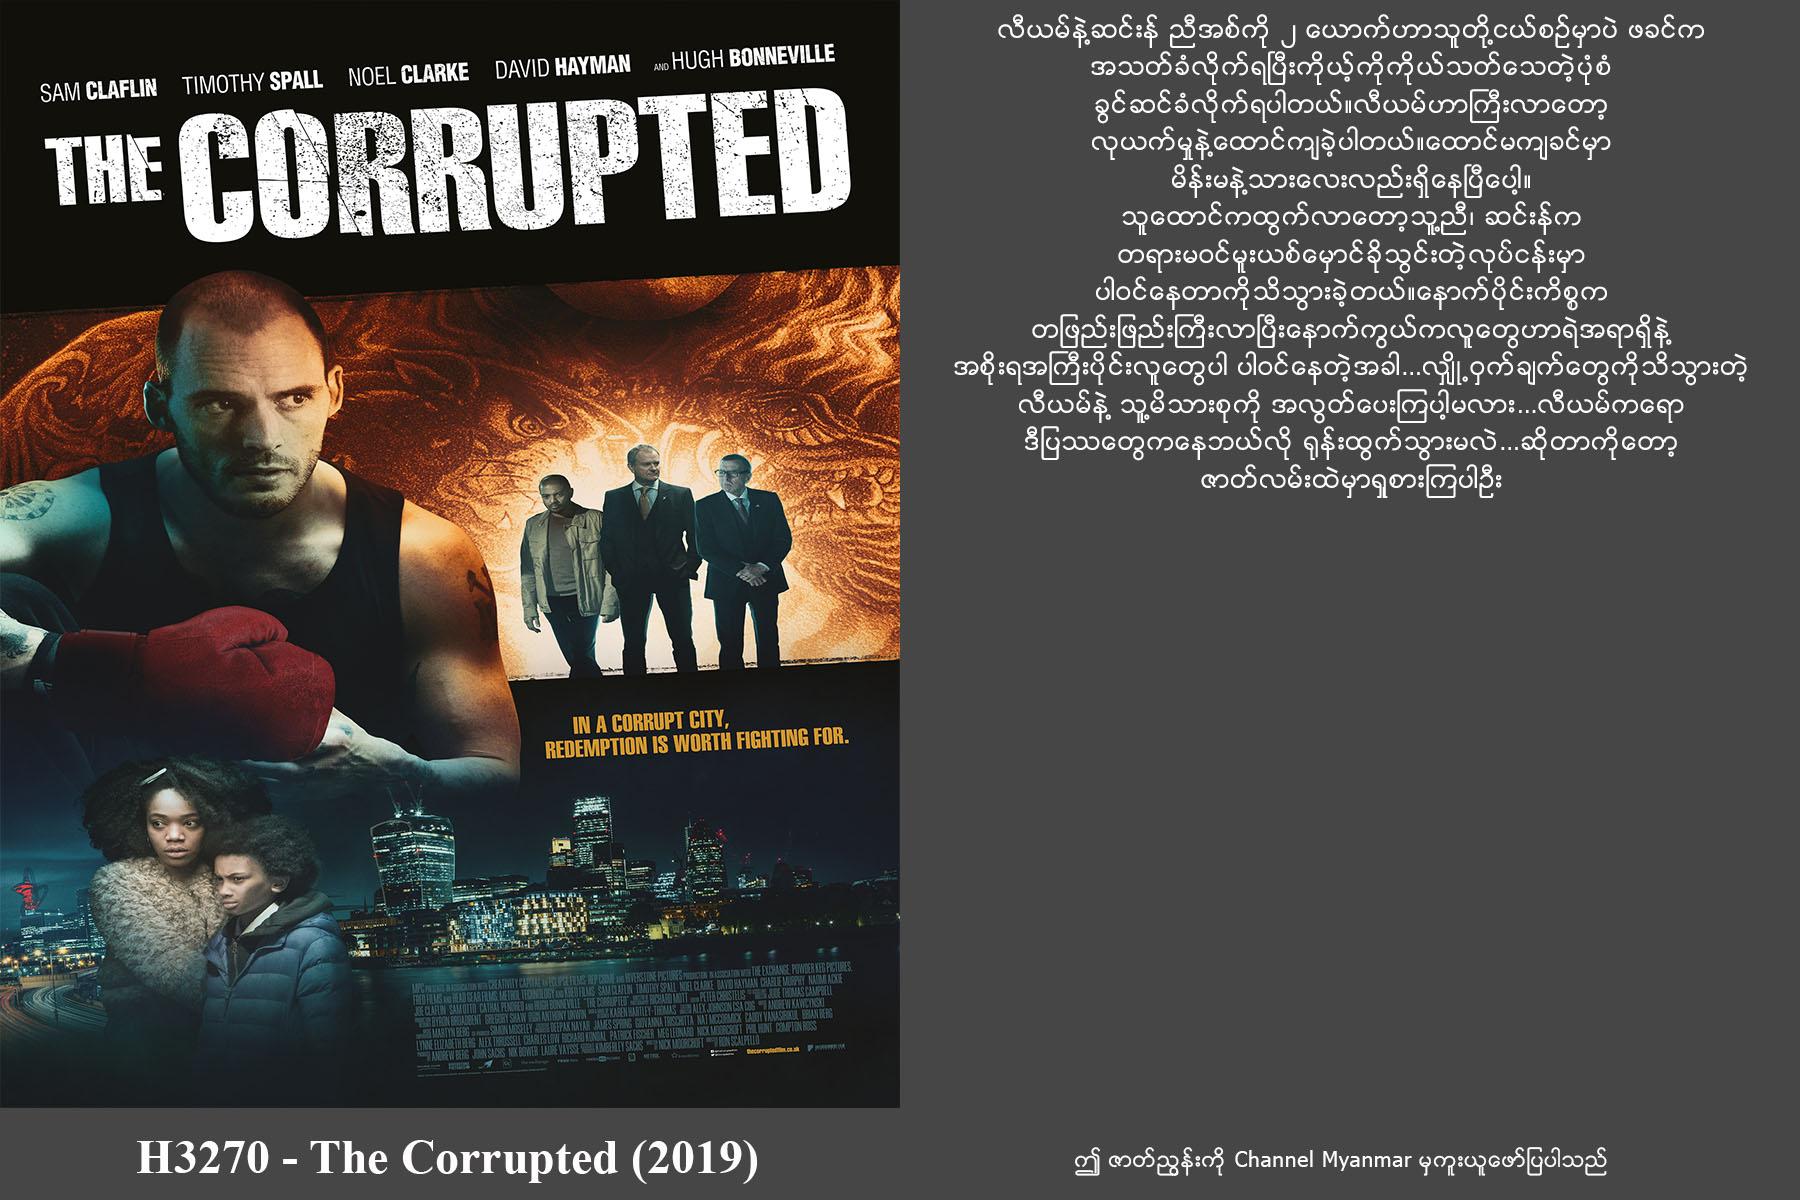 SAM CLAFLIN TIMOTHY SPALL NOEL CLARKE DAVID HAYMAN AND HUGH BONNEVILLE
THE CORRUPTED
IN A CORRUPT CITY,
REDEMPTION IS WORTH FIGHTING FOR.
thecorruptedfilm.co.uk
H3270 - The Corrupted (2019)
လီယမ်နဲ့ဆင်းန် ညီအစ်ကို ၂ ယောက်ဟာသူတို့ငယ်စဉ်မှာပဲ ဖခင်က
အသတ်ခံလိုက်ရပြီးကိုယ့်ကိုကိုယ်သတ်သေတဲ့ပုံစံ
ခွင်ဆင်ခံလိုက်ရပါတယ်။လီယမ်ဟာကြီးလာတော့
လုယက်မှုနဲ့ထောင်ကျခဲ့ပါတယ်။ထောင်မကျခင်မှာ
မိန်းမနဲ့သားလေးလည်းရှိနေပြီပေါ့။
သူထောင်ကထွက်လာတော့သူ့ညီ၊ ဆင်းန်က
တရားမဝင်မူးယစ်မှောင်ခိုသွင်းတဲ့လုပ်ငန်းမှာ
ပါဝင်နေတာကိုသိသွားခဲ့တယ်။နောက်ပိုင်းကိစ္စက
တဖြည်းဖြည်းကြီးလာပြီးနောက်ကွယ်ကလူတွေဟာရဲအရာရှိနဲ့
အစိုးရအကြီးပိုင်းလူတွေပါ ပါဝင်နေတဲ့အခါ...လျှို့ဝှက်ချက်တွေကိုသိသွားတဲ့
လီယမ်နဲ့ သူ့မိသားစုကို အလွတ်ပေးကြပါ့မလား...လီယမ်ကရော
ဒီပြဿတွေကနေဘယ်လို ရုန်းထွက်သွားမလဲ...ဆိုတာကိုတော့
ဇာတ်လမ်းထဲမှာရှုစားကြပါဦး
ဤ ဇာတ်ညွှန်းကို Channel Myanmar မှကူးယူဖော်ပြပါသည်